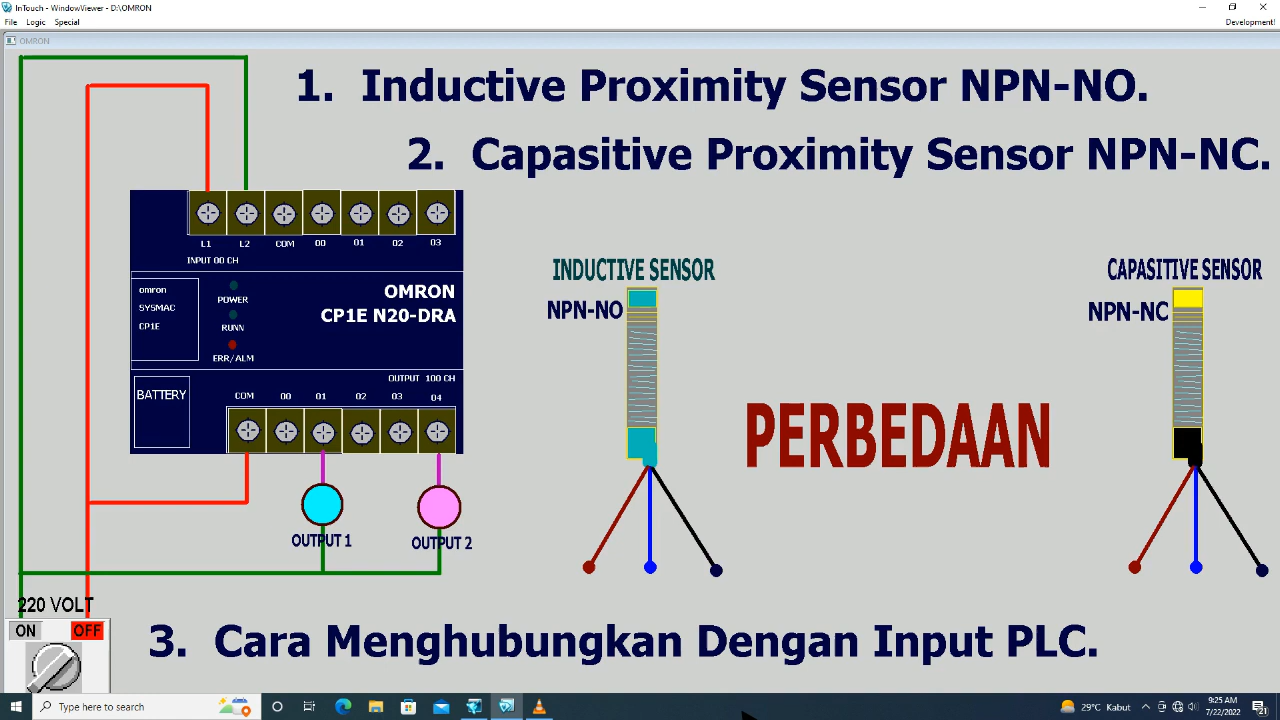 InTouch - WindowViewer - D:\OMRON
File Logic Special
Development!
OMRON
1. Inductive Proximity Sensor NPN-NO.
2. Capasitive Proximity Sensor NPN-NC.
L1 L2 COM 00 01 02 03
INPUT 00 CH
omron
SYSMAC
CP1E
POWER
RUNN
ERR/ALM
OMRON
CP1E N20-DRA
BATTERY
OUTPUT 100 CH
COM 00 01 02 03 04
OUTPUT 1
OUTPUT 2
INDUCTIVE SENSOR
NPN-NO
CAPASITIVE SENSOR
NPN-NC
PERBEDAAN
220 VOLT
ON OFF
3. Cara Menghubungkan Dengan Input PLC.
Type here to search
29°C Kabut
9:25 AM
7/22/2022